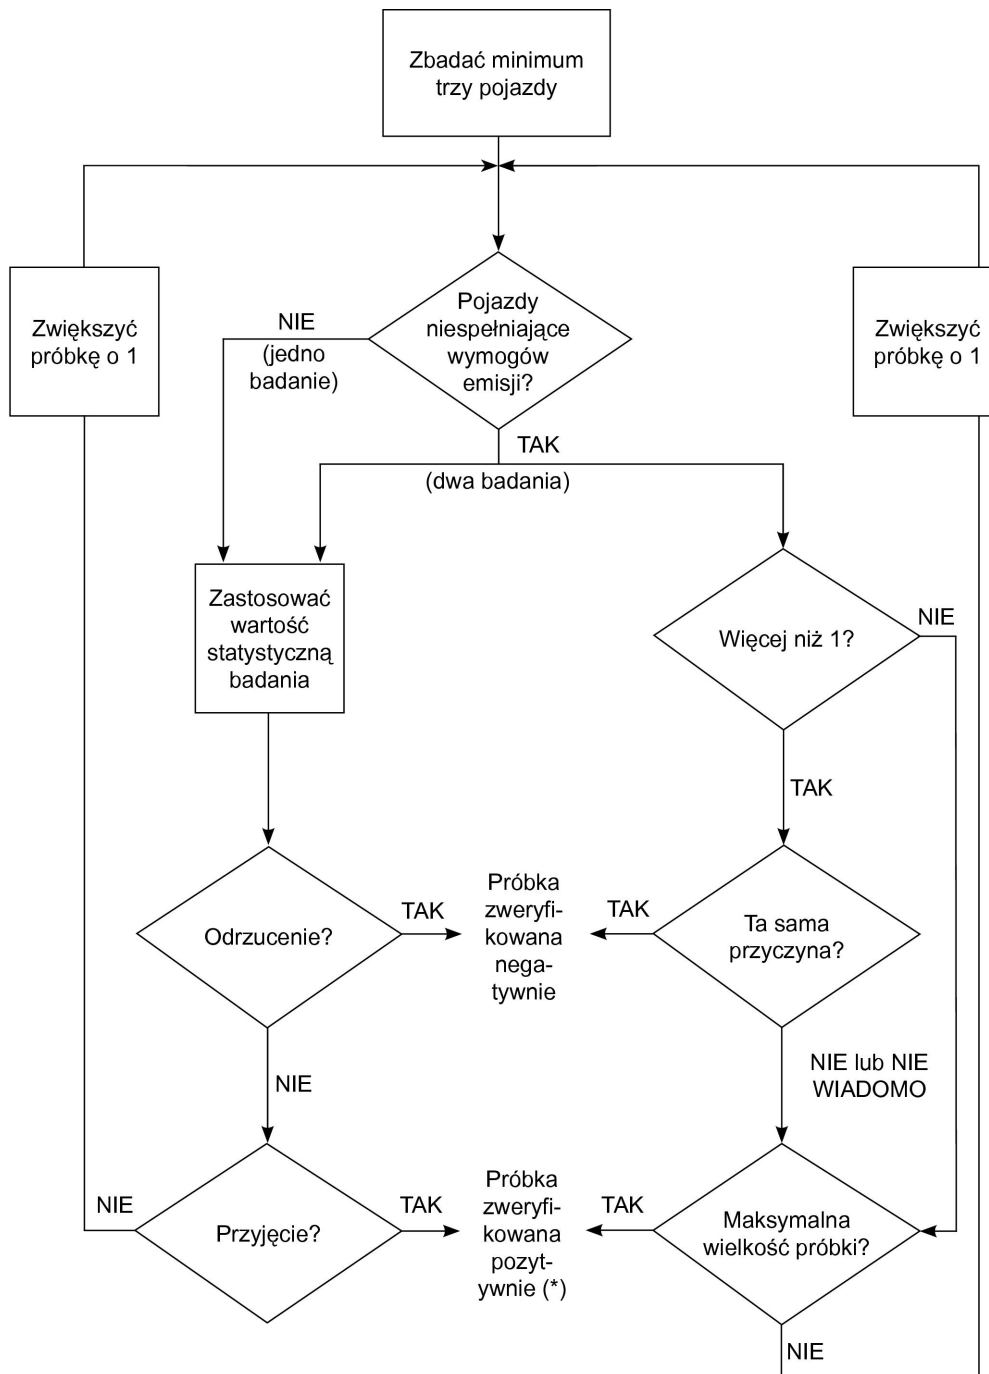 Zbadać minimum
trzy pojazdy
Zwiększyć
próbkę o 1
NIE
(jedno
badanie)
Pojazdy
niespełniające
wymogów
emisji?
Zwiększyć
próbkę o 1
TAK
(dwa badania)
Zastosować
wartość
statystyczną
badania
Więcej niż 1?
NIE
TAK
Odrzucenie?
TAK
Próbka
zweryfi-
kowana
nega-
tywnie
TAK
Ta sama
przyczyna?
NIE
NIE lub NIE
WIADOMO
NIE
Przyjęcie?
TAK
Próbka
zweryfi-
kowana
pozyt-
ywnie (*)
TAK
Maksymalna
wielkość próbki?
NIE